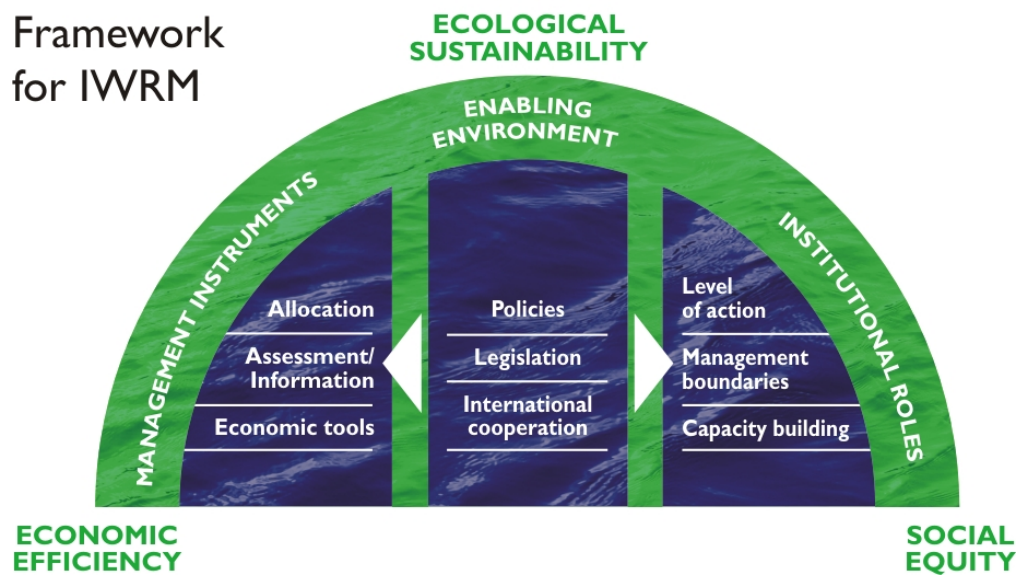 Framework
for IWRM
ECOLOGICAL
SUSTAINABILITY
ENABLING
ENVIRONMENT
MANAGEMENT INSTRUMENTS
Allocation
Assessment/
Information
Economic tools
Policies
Legislation
International
cooperation
INSTITUTIONAL ROLES
Level
of action
Management
boundaries
Capacity building
ECONOMIC
EFFICIENCY
SOCIAL
EQUITY